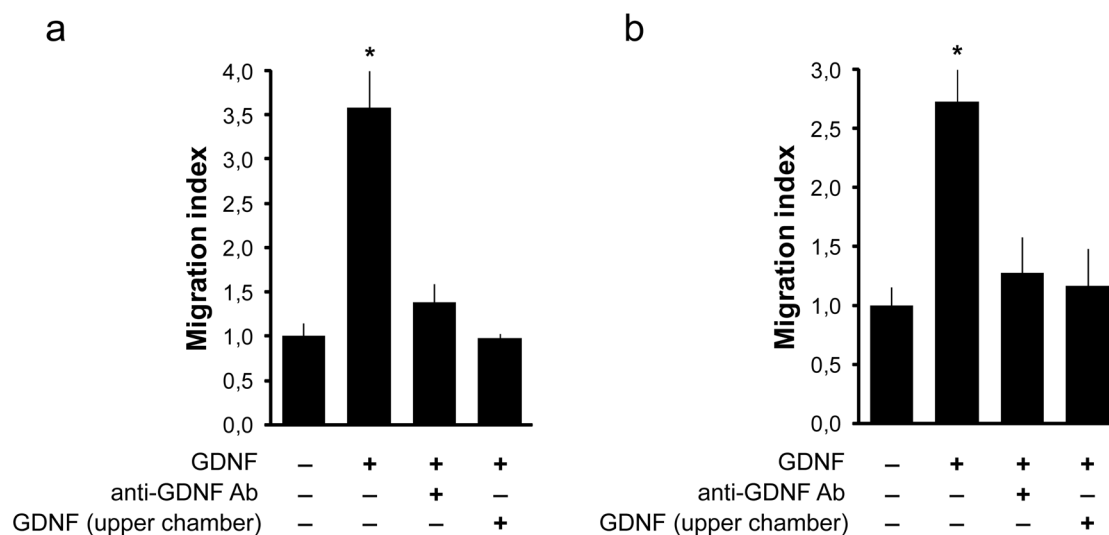 a
*
4,0
3,5
3,0
2,5
2,0
1,5
1,0
0,5
0,0
Migration index
GDNF – + + +
anti-GDNF Ab – – + –
GDNF (upper chamber) – – – +
b
*
3,0
2,5
2,0
1,5
1,0
0,5
0,0
Migration index
GDNF – + + +
anti-GDNF Ab – – + –
GDNF (upper chamber) – – – +